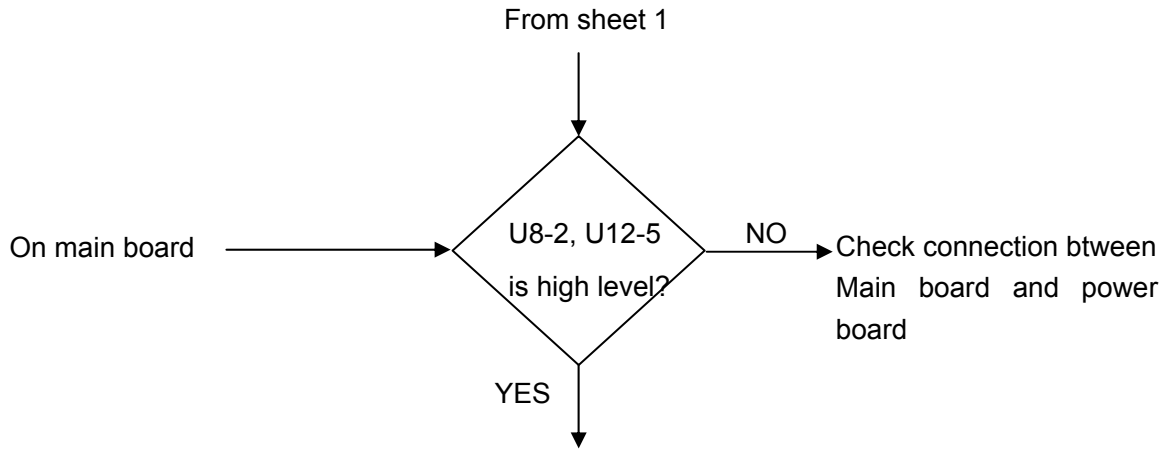 From sheet 1
On main board
U8-2, U12-5
is high level?
NO
Check connection btween
Main board and power
board
YES